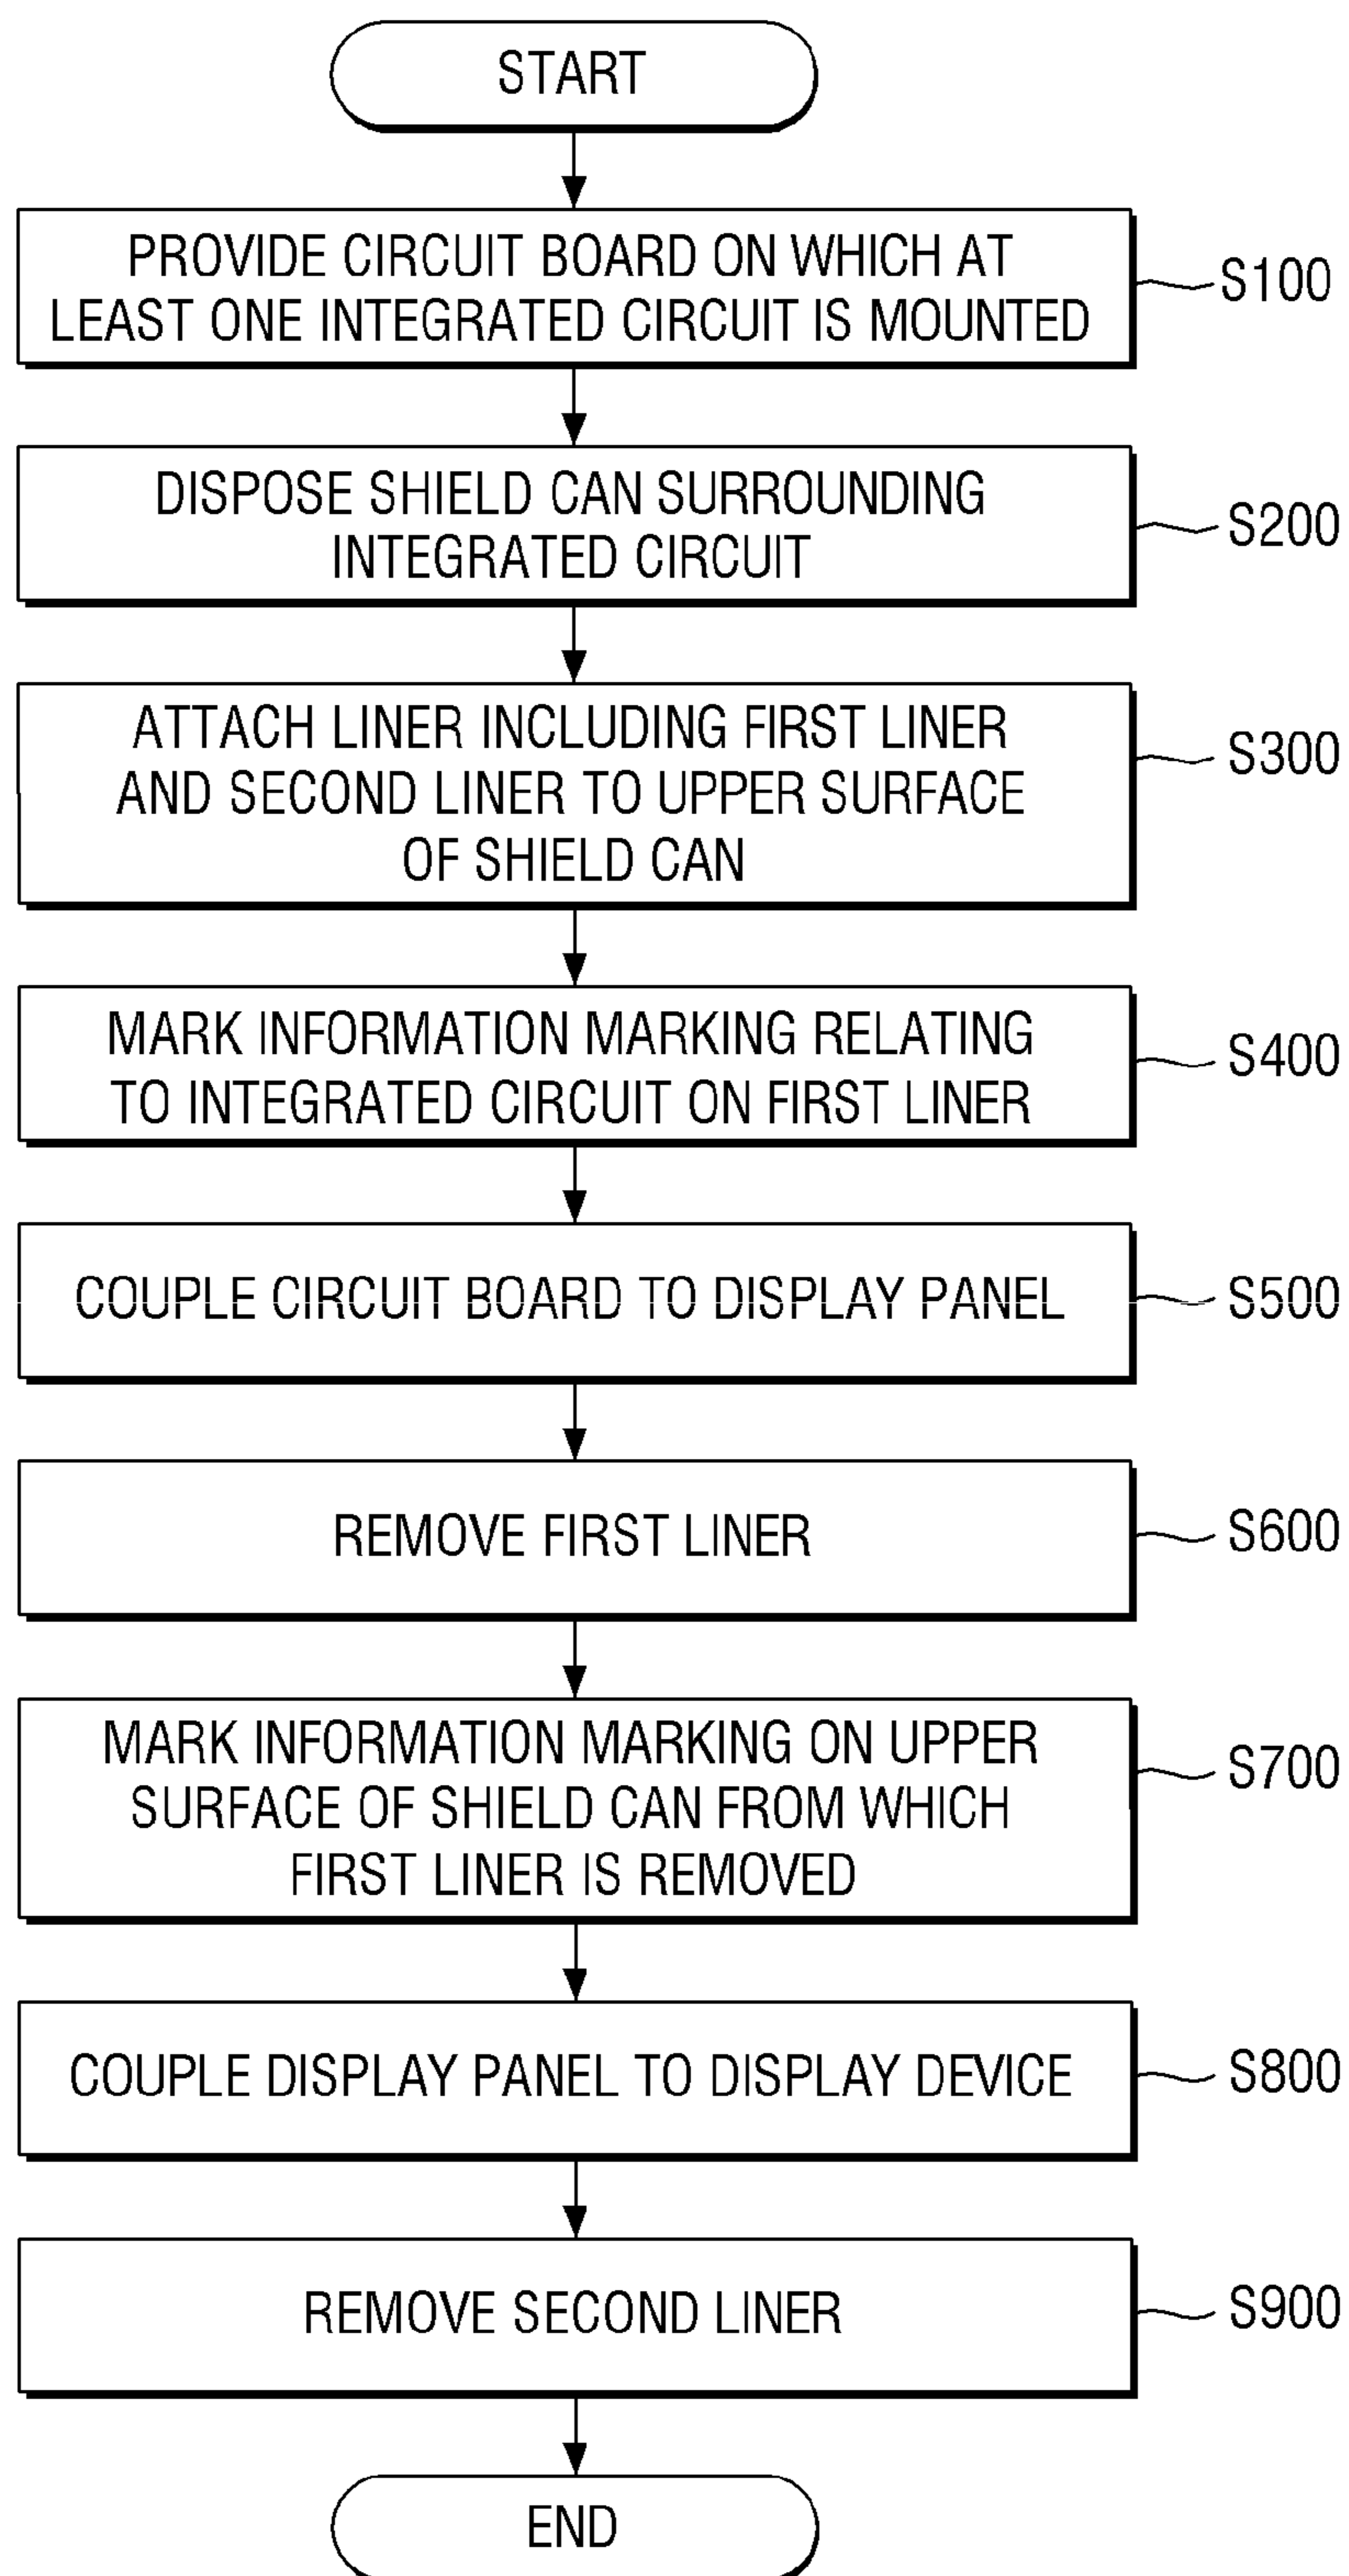 START
PROVIDE CIRCUIT BOARD ON WHICH AT
LEAST ONE INTEGRATED CIRCUIT IS MOUNTED
S100
DISPOSE SHIELD CAN SURROUNDING
INTEGRATED CIRCUIT
S200
ATTACH LINER INCLUDING FIRST LINER
AND SECOND LINER TO UPPER SURFACE
OF SHIELD CAN
S300
MARK INFORMATION MARKING RELATING
TO INTEGRATED CIRCUIT ON FIRST LINER
S400
COUPLE CIRCUIT BOARD TO DISPLAY PANEL
S500
REMOVE FIRST LINER
S600
MARK INFORMATION MARKING ON UPPER
SURFACE OF SHIELD CAN FROM WHICH
FIRST LINER IS REMOVED
S700
COUPLE DISPLAY PANEL TO DISPLAY DEVICE
S800
REMOVE SECOND LINER
S900
END